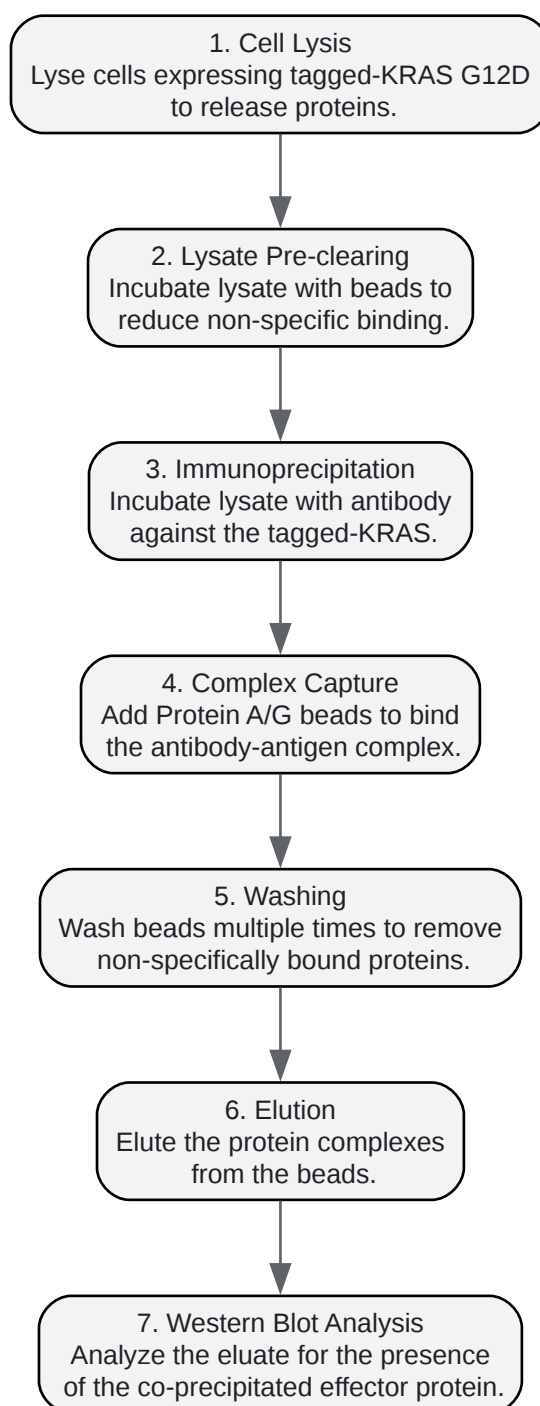 1. Cell Lysis
Lyse cells expressing tagged-KRAS G12D
to release proteins.
2. Lysate Pre-clearing
Incubate lysate with beads to
reduce non-specific binding.
3. Immunoprecipitation
Incubate lysate with antibody
against the tagged-KRAS.
4. Complex Capture
Add Protein A/G beads to bind
the antibody-antigen complex.
5. Washing
Wash beads multiple times to remove
non-specifically bound proteins.
6. Elution
Elute the protein complexes
from the beads.
7. Western Blot Analysis
Analyze the eluate for the presence
of the co-precipitated effector protein.